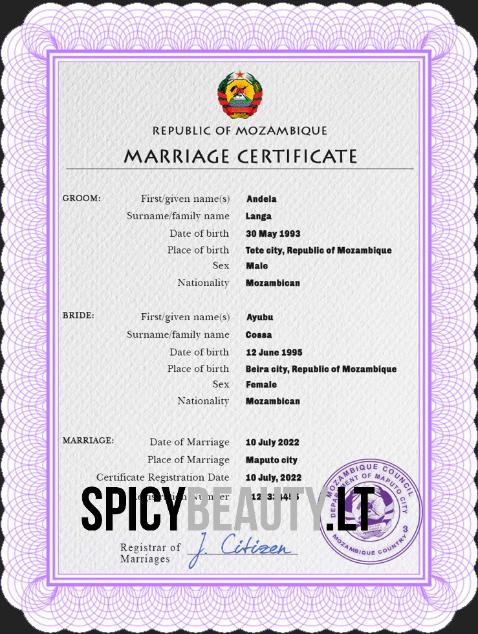 REPUBLIC OF MOZAMBIQUE
MARRIAGE CERTIFICATE
GROOM: First/given name(s) Andela
Surname/family name Langa
Date of birth 30 May 1993
Place of birth Tete city, Republic of Mozambique
Sex Male
Nationality Mozambican
BRIDE: First/given name(s) Ayubu
Surname/family name Cossa
Date of birth 12 June 1995
Place of birth Beira city, Republic of Mozambique
Sex Female
Nationality Mozambican
MARRIAGE: Date of Marriage 10 July 2022
Place of Marriage Maputo city
Certificate Registration Date 10 July, 2022
Number
SPICYBEAUTY.LT
Registrar of
Marriages
J. Citizen
MOZAMBIQUE COUNCIL
DEPARTMENT OF MAPUTO CITY
3
MOZAMBIQUE COUNTRY